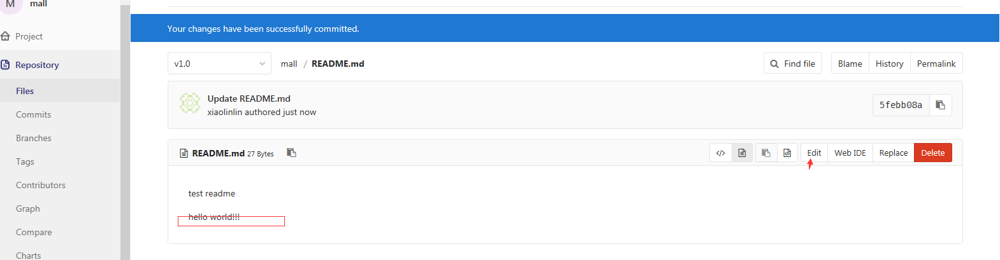 M mall
Project
Repository
Files
Commits
Branches
Tags
Contributors
Graph
Compare
Charts
Your changes have been successfully committed.
v1.0 mall / README.md Find file Blame History Permalink
Update README.md
xiaolinlin authored just now
5febb08a
README.md 27 Bytes </> Edit Web IDE Replace Delete
test readme
hello world!!!